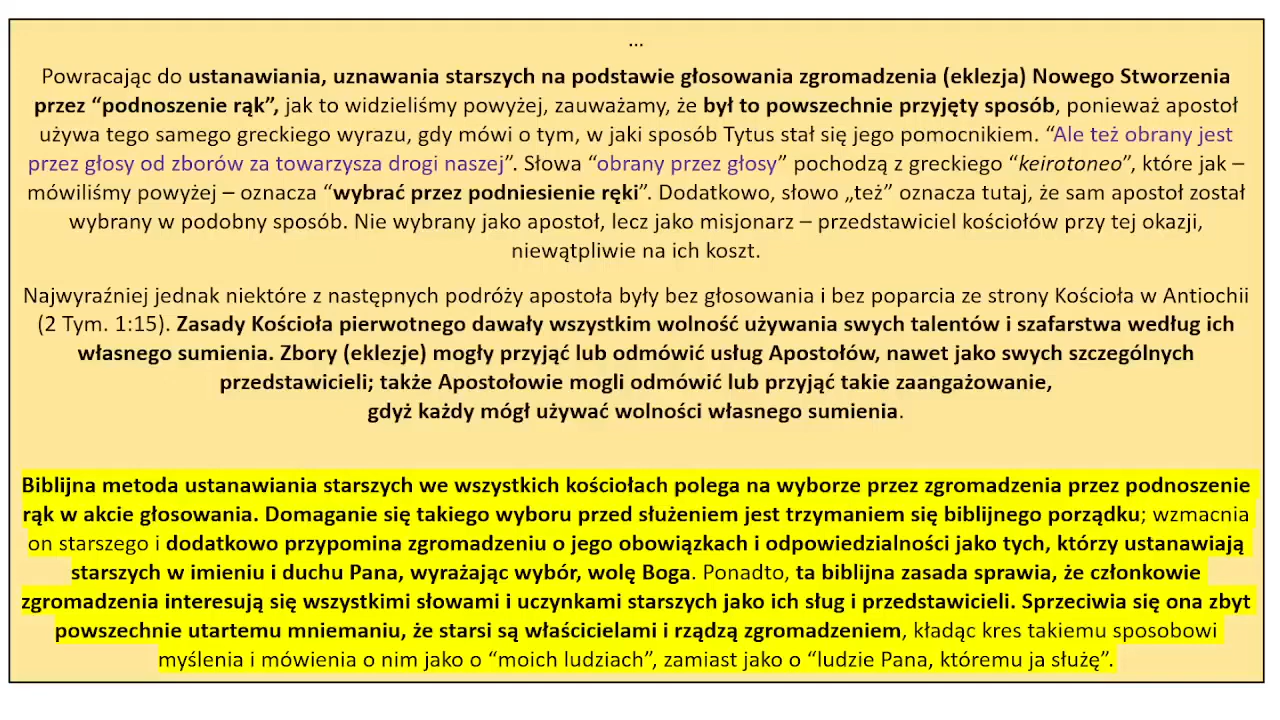 ...
Powracając do ustanawiania, uznawania starszych na podstawie głosowania zgromadzenia (eklezja) Nowego Stworzenia
przez “podnoszenie rąk”, jak to widzieliśmy powyżej, zauważamy, że był to powszechnie przyjęty sposób, ponieważ apostoł
używa tego samego greckiego wyrazu, gdy mówi o tym, w jaki sposób Tytus stał się jego pomocnikiem. “Ale też obrany jest
przez głosy od zborów za towarzysza drogi naszej”. Słowa “obrany przez głosy” pochodzą z greckiego “keirotoneo”, które jak –
mówiliśmy powyżej – oznacza “wybrać przez podniesienie ręki”. Dodatkowo, słowo „też” oznacza tutaj, że sam apostoł został
wybrany w podobny sposób. Nie wybrany jako apostoł, lecz jako misjonarz – przedstawiciel kościołów przy tej okazji,
niewątpliwie na ich koszt.
Najwyraźniej jednak niektóre z następnych podróży apostoła były bez głosowania i bez poparcia ze strony Kościoła w Antiochii
(2 Tym. 1:15). Zasady Kościoła pierwotnego dawały wszystkim wolność używania swych talentów i szafarstwa według ich
własnego sumienia. Zbory (eklezje) mogły przyjąć lub odmówić usług Apostołów, nawet jako swych szczególnych
przedstawicieli; także Apostołowie mogli odmówić lub przyjąć takie zaangażowanie,
gdyż każdy mógł używać wolności własnego sumienia.
Biblijna metoda ustanawiania starszych we wszystkich kościołach polega na wyborze przez zgromadzenia przez podnoszenie
rąk w akcie głosowania. Domaganie się takiego wyboru przed służeniem jest trzymaniem się biblijnego porządku; wzmacnia
on starszego i dodatkowo przypomina zgromadzeniu o jego obowiązkach i odpowiedzialności jako tych, którzy ustanawiają
starszych w imieniu i duchu Pana, wyrażając wybór, wolę Boga. Ponadto, ta biblijna zasada sprawia, że członkowie
zgromadzenia interesują się wszystkimi słowami i uczynkami starszych jako ich sług i przedstawicieli. Sprzeciwia się ona zbyt
powszechnie utartemu mniemaniu, że starsi są właścicielami i rządzą zgromadzeniem, kładąc kres takiemu sposobowi
myślenia i mówienia o nim jako o “moich ludziach”, zamiast jako o “ludzie Pana, któremu ja służę”.